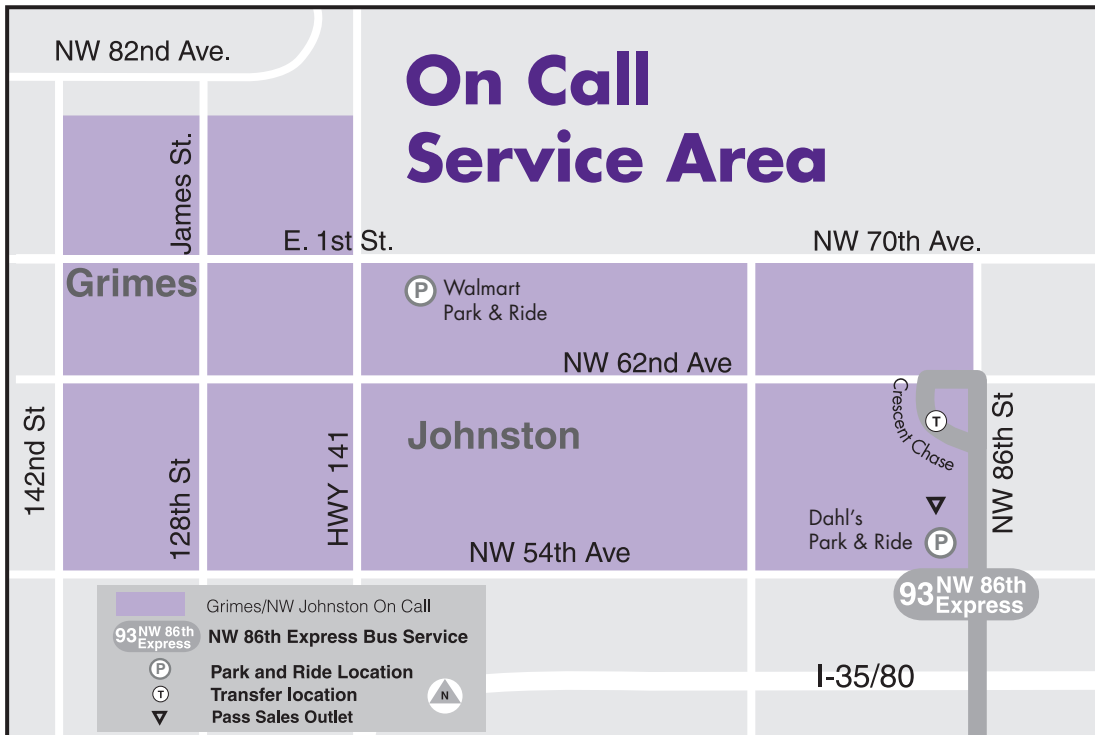 NW 82nd Ave.
On Call
Service Area
James St.
E. 1st St.
NW 70th Ave.
Grimes
P
Walmart
Park & Ride
NW 62nd Ave
Crescent Chase
T
142nd St
128th St
HWY 141
Johnston
NW 86th St
Dahl's
Park & Ride
P
NW 54th Ave
93 NW 86th
Express
Grimes/NW Johnston On Call
93 NW 86th
Express
NW 86th Express Bus Service
P
Park and Ride Location
T
Transfer location
Pass Sales Outlet
N
I-35/80